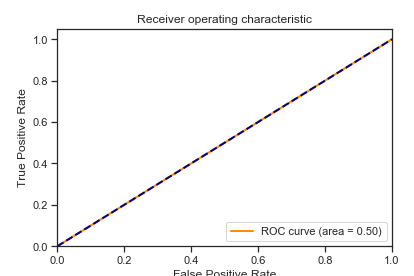 Receiver operating characteristic
True Positive Rate
1.0
0.8
0.6
0.4
0.2
0.0
ROC curve (area = 0.50)
0.0 0.2 0.4 0.6 0.8 1.0
False Positive Rate